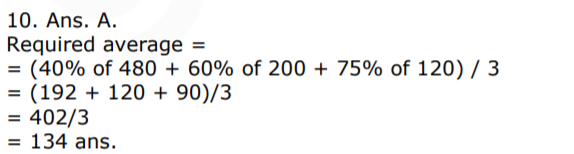 10. Ans. A.
Required average =
= (40% of 480 + 60% of 200 + 75% of 120) / 3
= (192 + 120 + 90)/3
= 402/3
= 134 ans.